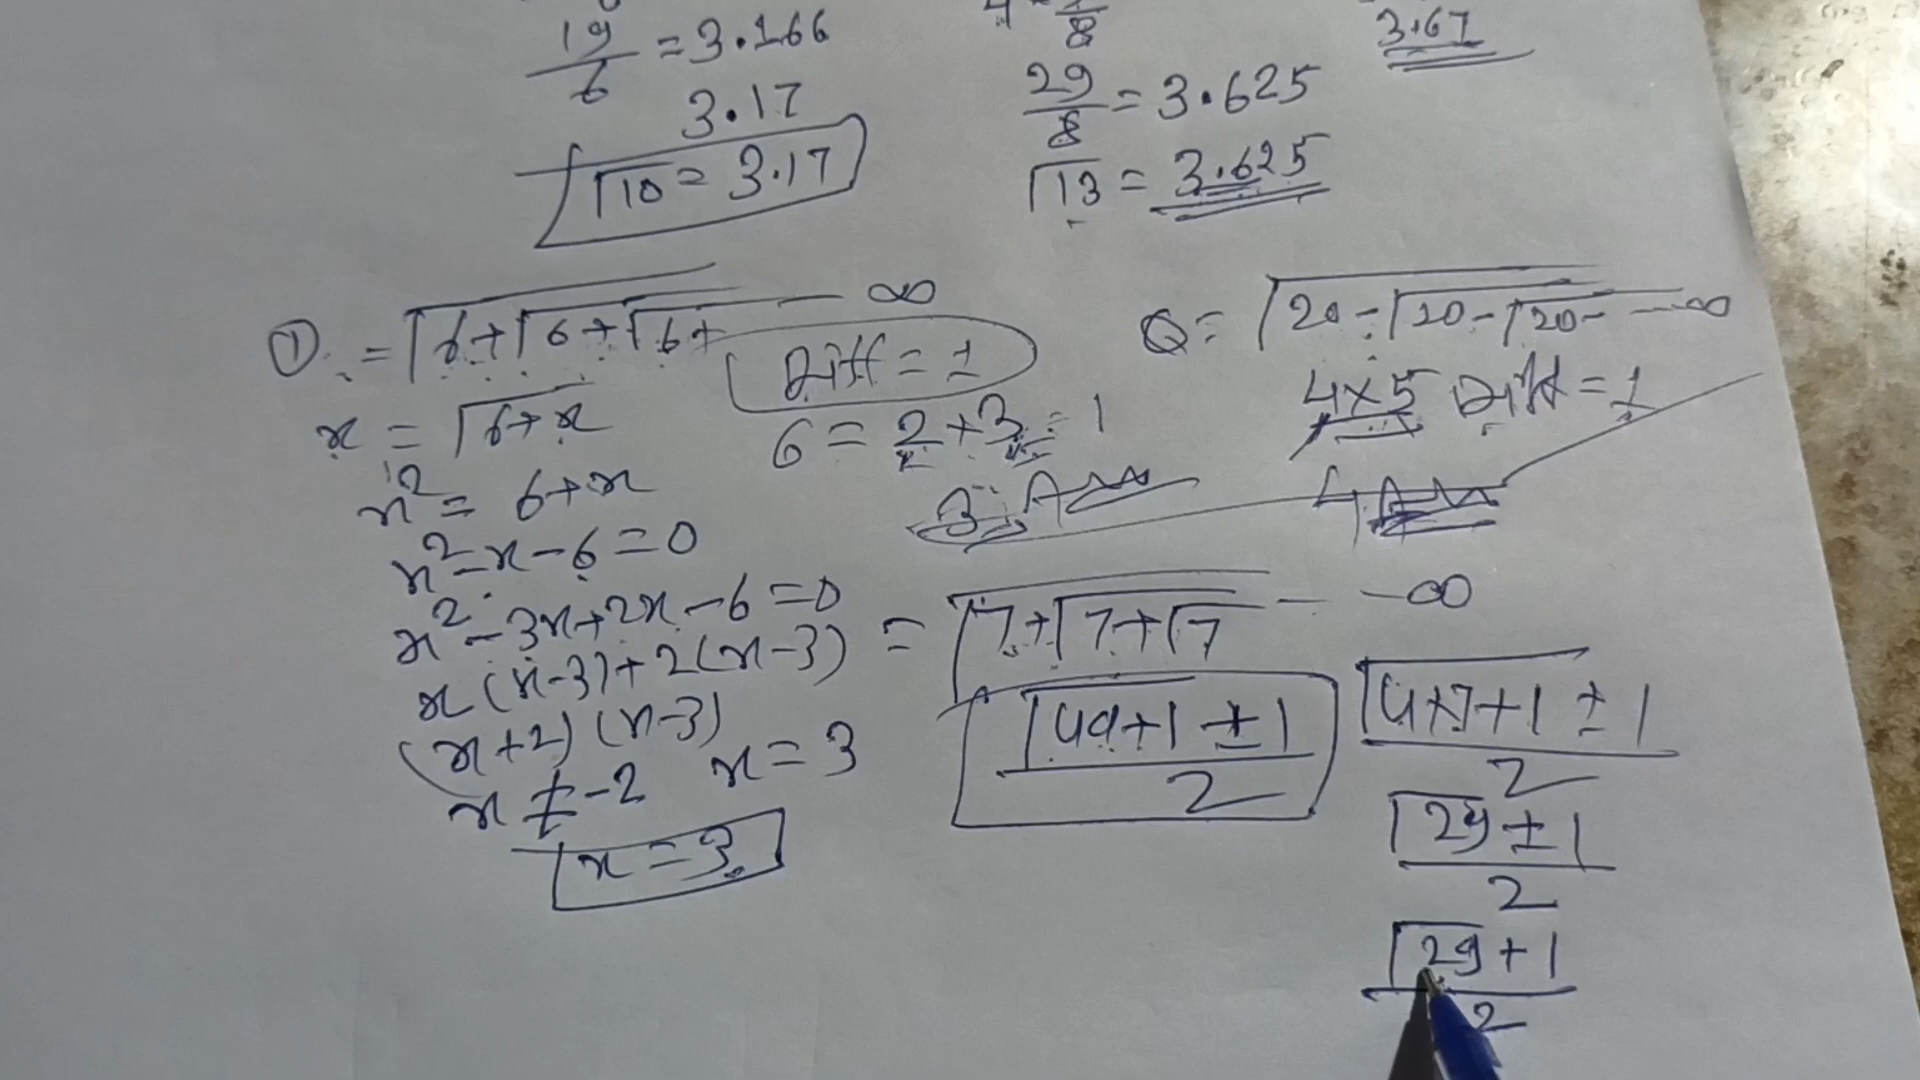 19/6 = 3.166
3.17
√10 = 3.17
29/8 = 3.625
√13 = 3.625
3.67
① = √6+√6+√6+ --- ∞
Diff = 1
x = √6+x
6 = 2+3 = 1
x² = 6+x
3 Ans
x²-x-6=0
x²-3x+2x-6=0
x(x-3)+2(x-3)
(x+2)(x-3)
x ≠ -2 x = 3
x = 3
Q = √20-√20-√20- --- ∞
4×5 Diff = 1
4 Ans
= √7+√7+√7 --- ∞
√4a+1 ± 1 / 2
√4×7+1 ± 1 / 2
√29 ± 1 / 2
√29 + 1 / 2